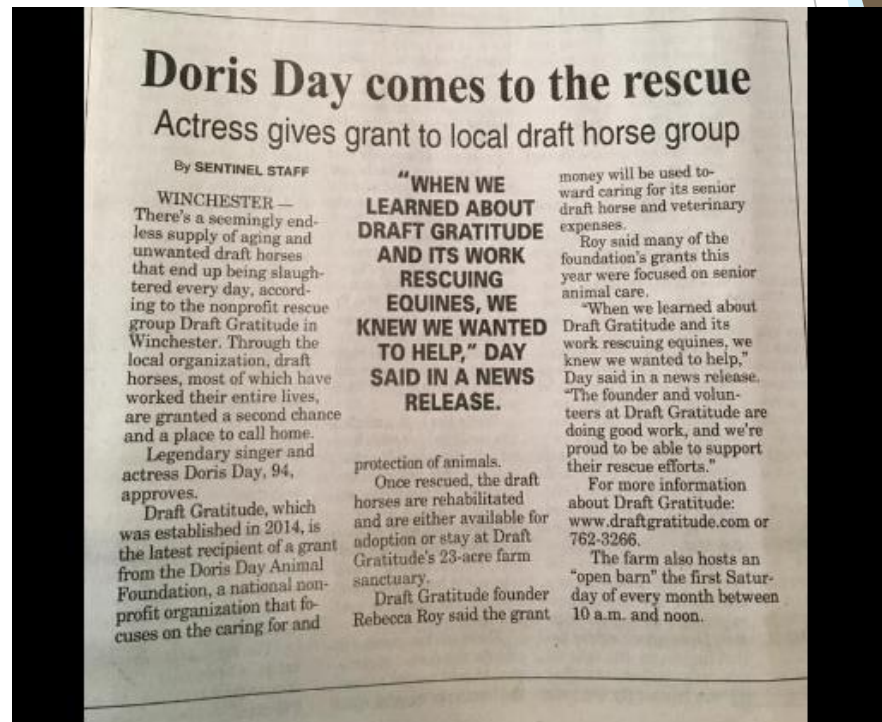 Doris Day comes to the rescue
Actress gives grant to local draft horse group
By SENTINEL STAFF
WINCHESTER —
There's a seemingly end-
less supply of aging and
unwanted draft horses
that end up being slaugh-
tered every day, accord-
ing to the nonprofit rescue
group Draft Gratitude in
Winchester. Through the
local organization, draft
horses, most of which have
worked their entire lives,
are granted a second chance
and a place to call home.
Legendary singer and
actress Doris Day, 94,
approves.
Draft Gratitude, which
was established in 2014, is
the latest recipient of a grant
from the Doris Day Animal
Foundation, a national non-
profit organization that fo-
cuses on the caring for and
"WHEN WE
LEARNED ABOUT
DRAFT GRATITUDE
AND ITS WORK
RESCUING
EQUINES, WE
KNEW WE WANTED
TO HELP," DAY
SAID IN A NEWS
RELEASE.
protection of animals.
Once rescued, the draft
horses are rehabilitated
and are either available for
adoption or stay at Draft
Gratitude's 23-acre farm
sanctuary.
Draft Gratitude founder
Rebecca Roy said the grant
money will be used to-
ward caring for its senior
draft horse and veterinary
expenses.
Roy said many of the
foundation's grants this
year were focused on senior
animal care.
"When we learned about
Draft Gratitude and its
work rescuing equines, we
knew we wanted to help,"
Day said in a news release.
"The founder and volun-
teers at Draft Gratitude are
doing good work, and we're
proud to be able to support
their rescue efforts."
For more information
about Draft Gratitude:
www.draftgratitude.com or
762-3266.
The farm also hosts an
"open barn" the first Satur-
day of every month between
10 a.m. and noon.